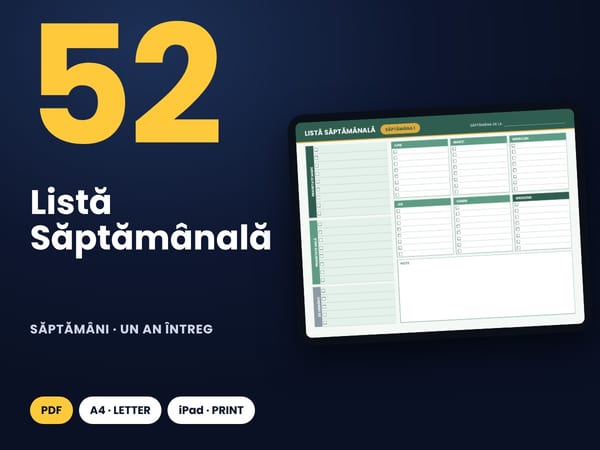 52
Listă
Săptămânală
SĂPTĂMÂNI · UN AN ÎNTREG
PDF
A4 · LETTER
iPad · PRINT
LISTĂ SĂPTĂMÂNALĂ
SĂPTĂMÂNA 1
SĂPTĂMÂNA DE LA
LUNI
MARȚI
MIERCURI
JOI
VINERI
WEEKEND
NOTE